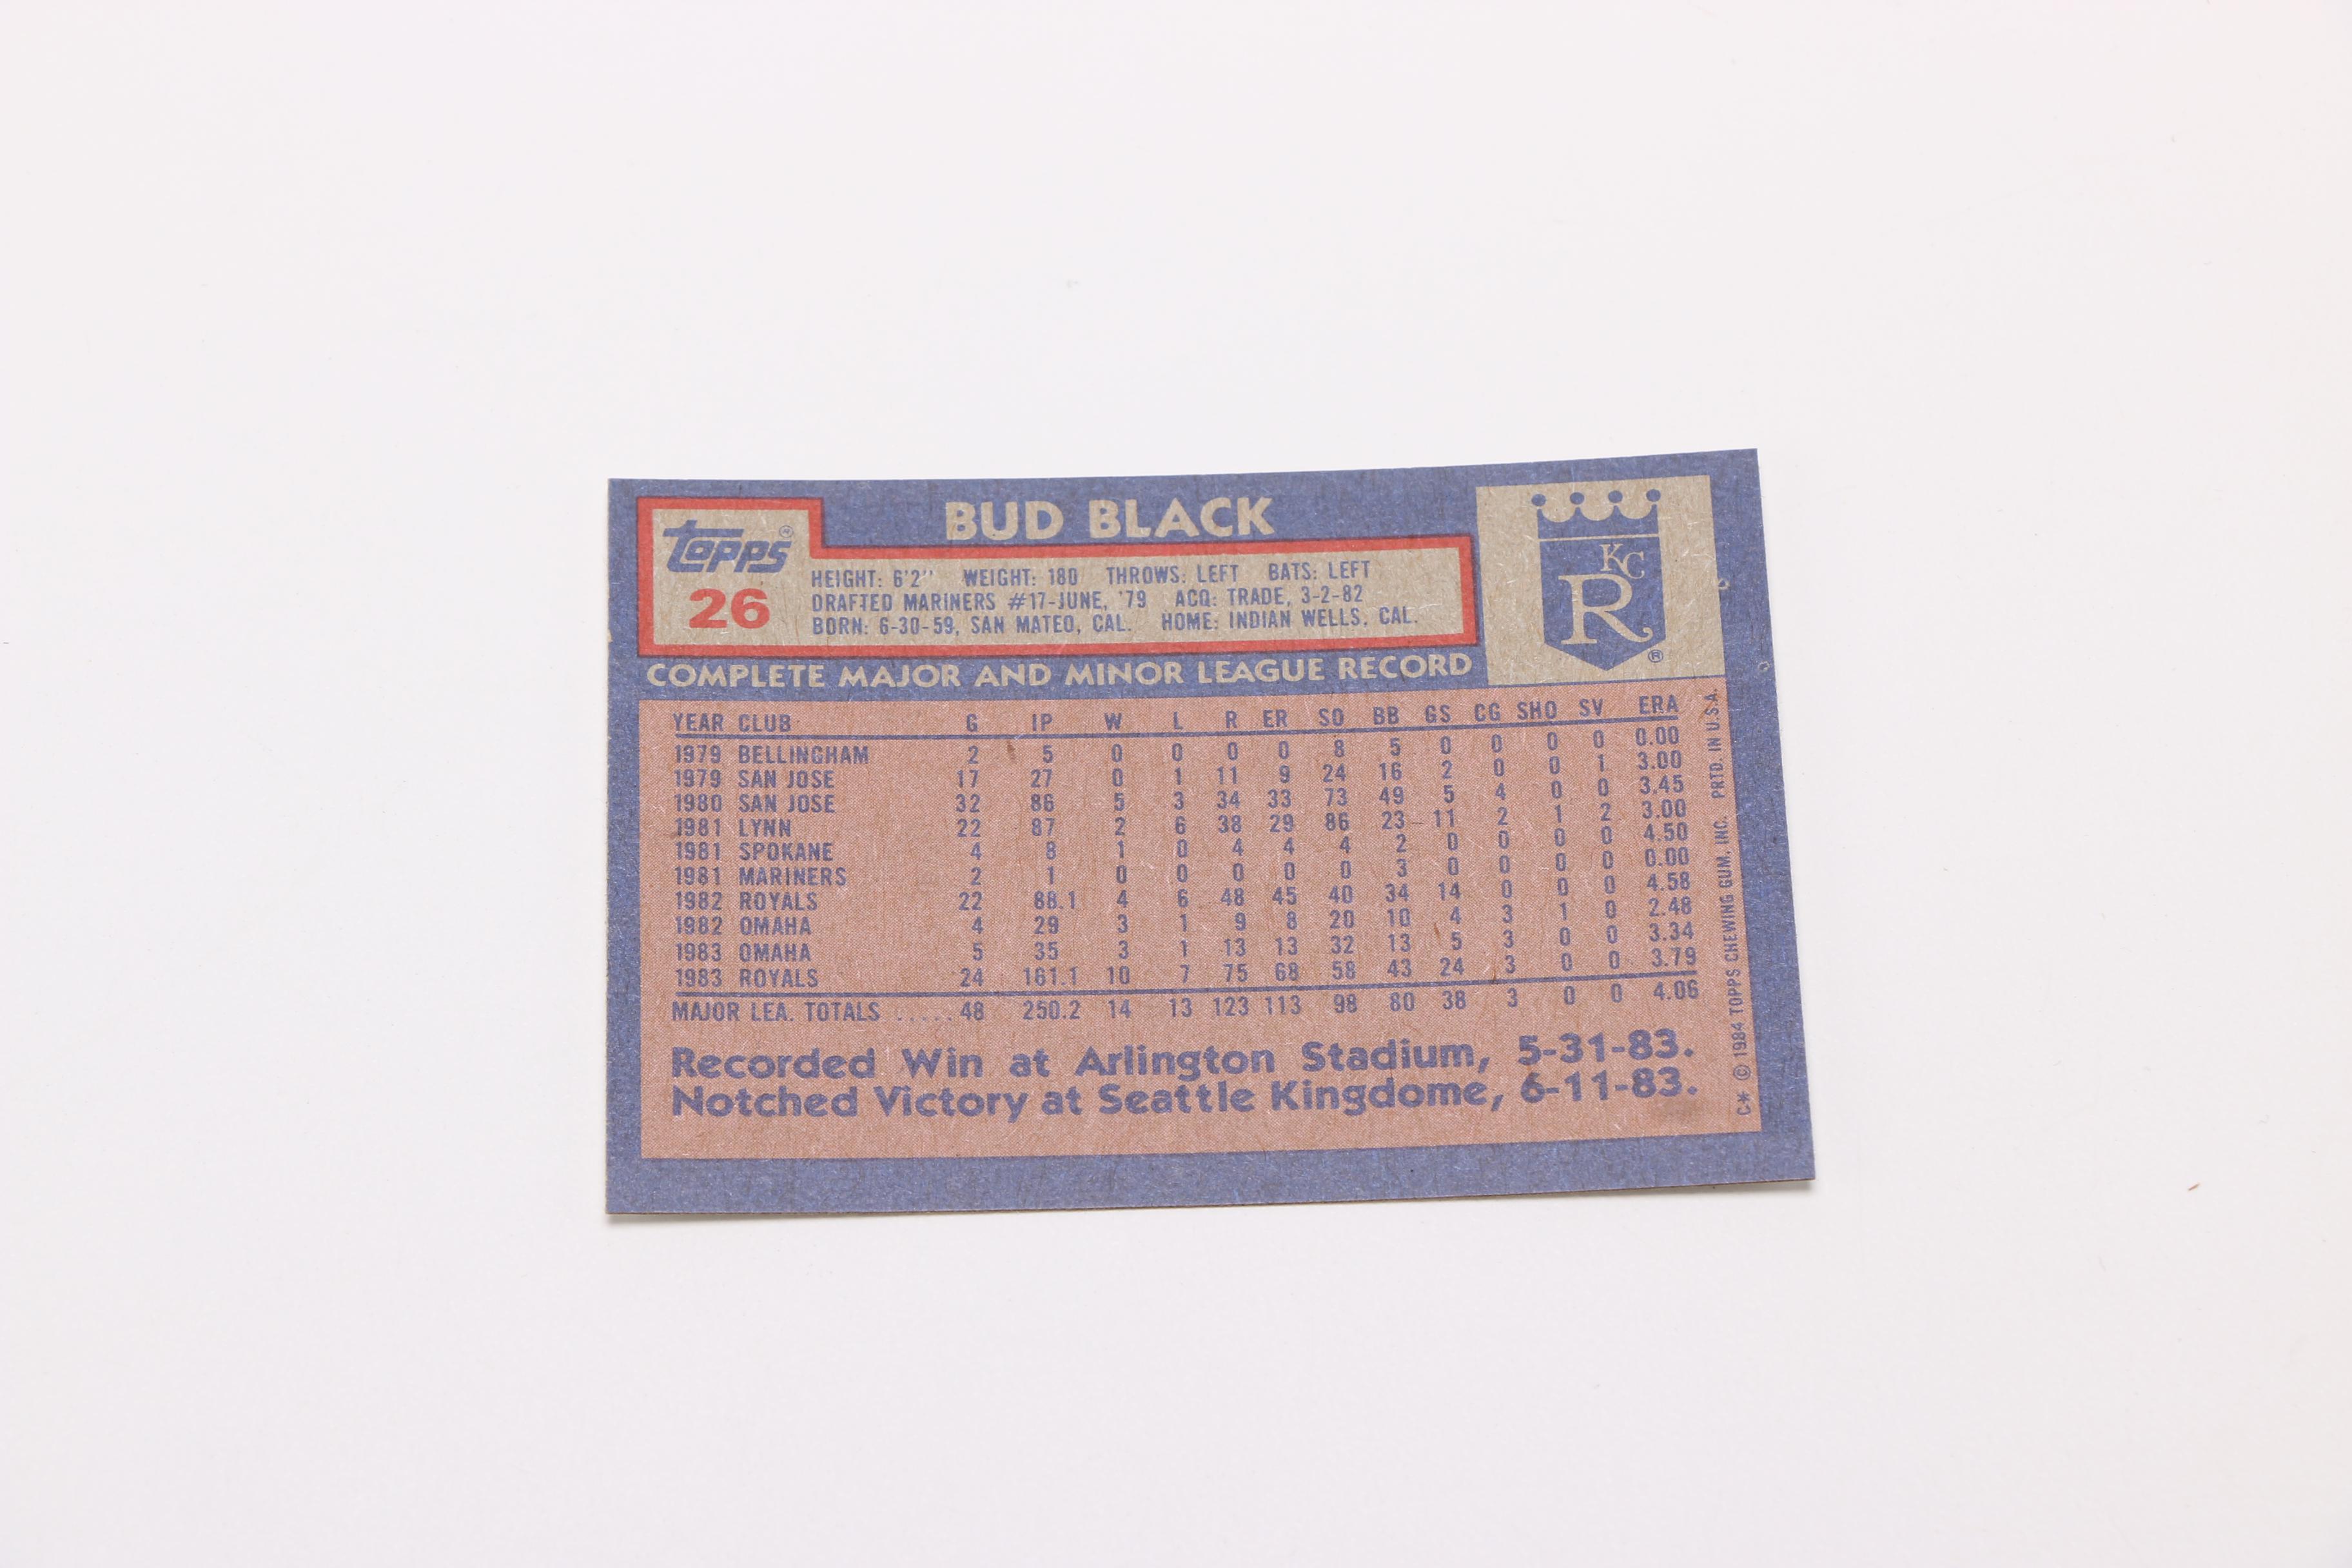 BUD BLACK
Topps®
26
HEIGHT: 6'2" WEIGHT: 180 THROWS: LEFT BATS: LEFT
DRAFTED MARINERS #17-JUNE, '79 ACQ: TRADE, 3-2-82
BORN: 6-30-59, SAN MATEO, CAL. HOME: INDIAN WELLS, CAL.
KC
R
®
COMPLETE MAJOR AND MINOR LEAGUE RECORD
YEAR CLUB G IP W L R ER SO BB GS CG SHO SV ERA
1979 BELLINGHAM 2 5 0 0 0 0 8 5 0 0 0 0 0.00
1979 SAN JOSE 17 27 0 1 11 9 24 16 2 0 0 1 3.00
1980 SAN JOSE 32 86 5 3 34 33 73 49 5 4 0 0 3.45
1981 LYNN 22 87 2 6 38 29 86 23 11 2 1 2 3.00
1981 SPOKANE 4 8 1 0 4 4 4 2 0 0 0 0 4.50
1981 MARINERS 2 1 0 0 0 0 0 3 0 0 0 0 0.00
1982 ROYALS 22 88.1 4 6 48 45 40 34 14 0 0 0 4.58
1982 OMAHA 4 29 3 1 9 8 20 10 4 3 1 0 2.48
1983 OMAHA 5 35 3 1 13 13 32 13 5 3 0 0 3.34
1983 ROYALS 24 161.1 10 7 75 68 58 43 24 3 0 0 3.79
MAJOR LEA. TOTALS ..... 48 250.2 14 13 123 113 98 80 38 3 0 0 4.06
Recorded Win at Arlington Stadium, 5-31-83.
Notched Victory at Seattle Kingdome, 6-11-83.
C* © 1984 TOPPS CHEWING GUM, INC. PRTD. IN U.S.A.